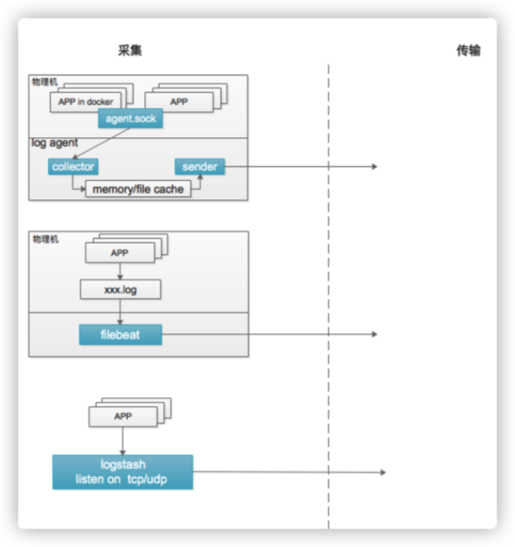 采集
传输
物理机
APP in docker
APP
agent.sock
log agent
collector
sender
memory/file cache
物理机
APP
xxx.log
filebeat
APP
logstash
listen on tcp/udp